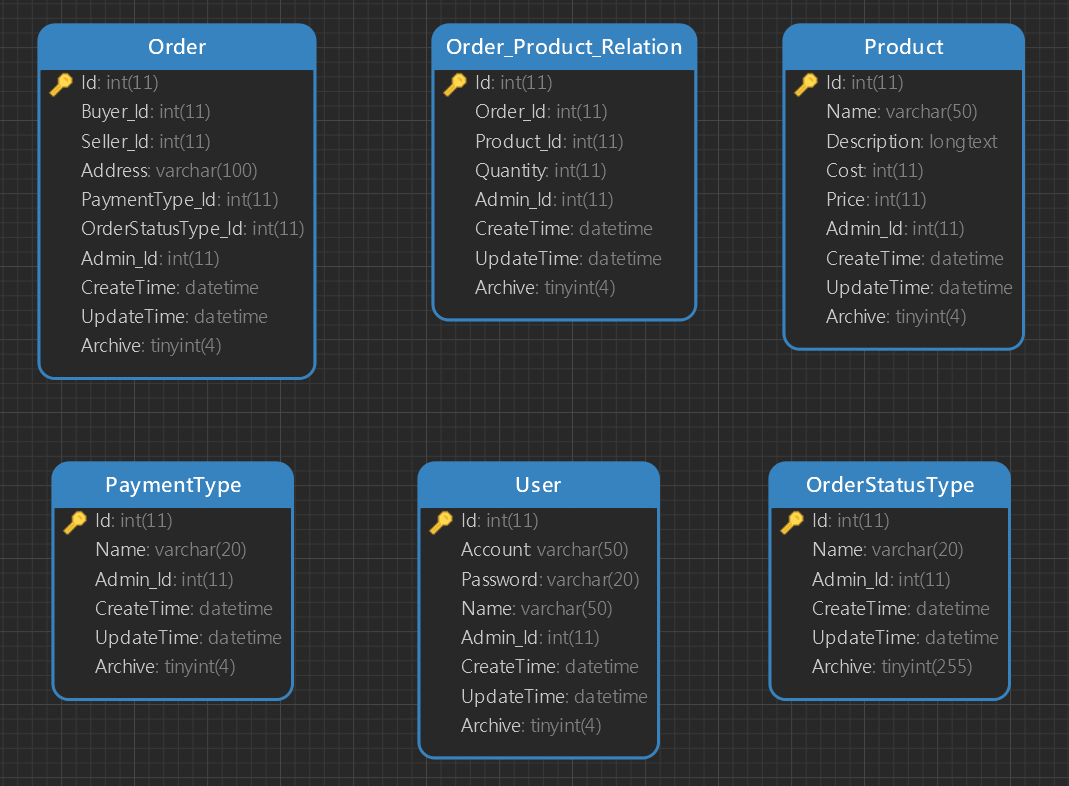 Order
Id: int(11)
Buyer_Id: int(11)
Seller_Id: int(11)
Address: varchar(100)
PaymentType_Id: int(11)
OrderStatusType_Id: int(11)
Admin_Id: int(11)
CreateTime: datetime
UpdateTime: datetime
Archive: tinyint(4)
Order_Product_Relation
Id: int(11)
Order_Id: int(11)
Product_Id: int(11)
Quantity: int(11)
Admin_Id: int(11)
CreateTime: datetime
UpdateTime: datetime
Archive: tinyint(4)
Product
Id: int(11)
Name: varchar(50)
Description: longtext
Cost: int(11)
Price: int(11)
Admin_Id: int(11)
CreateTime: datetime
UpdateTime: datetime
Archive: tinyint(4)
PaymentType
Id: int(11)
Name: varchar(20)
Admin_Id: int(11)
CreateTime: datetime
UpdateTime: datetime
Archive: tinyint(4)
User
Id: int(11)
Account: varchar(50)
Password: varchar(20)
Name: varchar(50)
Admin_Id: int(11)
CreateTime: datetime
UpdateTime: datetime
Archive: tinyint(4)
OrderStatusType
Id: int(11)
Name: varchar(20)
Admin_Id: int(11)
CreateTime: datetime
UpdateTime: datetime
Archive: tinyint(255)